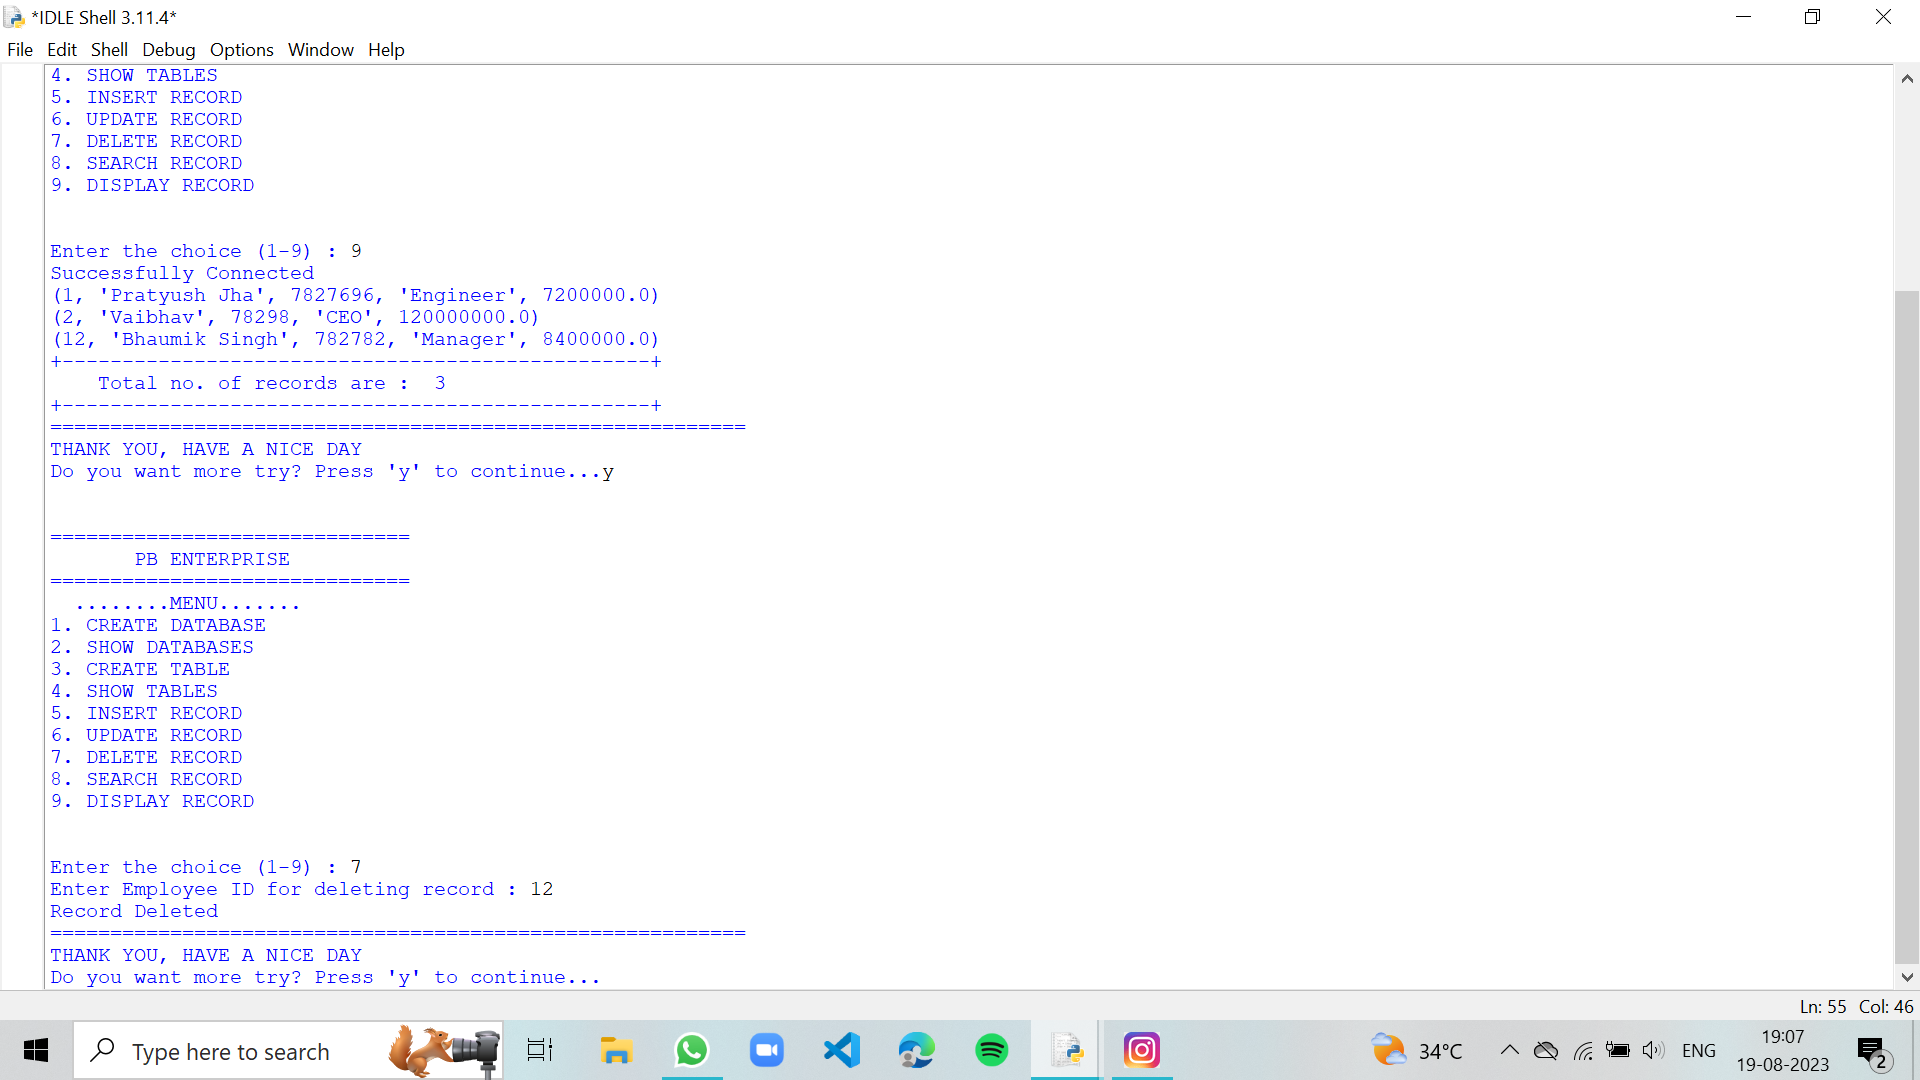 *IDLE Shell 3.11.4*
File Edit Shell Debug Options Window Help
4. SHOW TABLES
5. INSERT RECORD
6. UPDATE RECORD
7. DELETE RECORD
8. SEARCH RECORD
9. DISPLAY RECORD
Enter the choice (1-9) : 9
Successfully Connected
(1, 'Pratyush Jha', 7827696, 'Engineer', 7200000.0)
(2, 'Vaibhav', 78298, 'CEO', 120000000.0)
(12, 'Bhaumik Singh', 782782, 'Manager', 8400000.0)
+-------------------------------------------------+
Total no. of records are :  3
+-------------------------------------------------+
==========================================================
THANK YOU, HAVE A NICE DAY
Do you want more try? Press 'y' to continue...y
==============================
PB ENTERPRISE
==============================
........MENU.......
1. CREATE DATABASE
2. SHOW DATABASES
3. CREATE TABLE
4. SHOW TABLES
5. INSERT RECORD
6. UPDATE RECORD
7. DELETE RECORD
8. SEARCH RECORD
9. DISPLAY RECORD
Enter the choice (1-9) : 7
Enter Employee ID for deleting record : 12
Record Deleted
==========================================================
THANK YOU, HAVE A NICE DAY
Do you want more try? Press 'y' to continue...
Ln: 55 Col: 46
Type here to search
34°C
ENG
19:07
19-08-2023
2